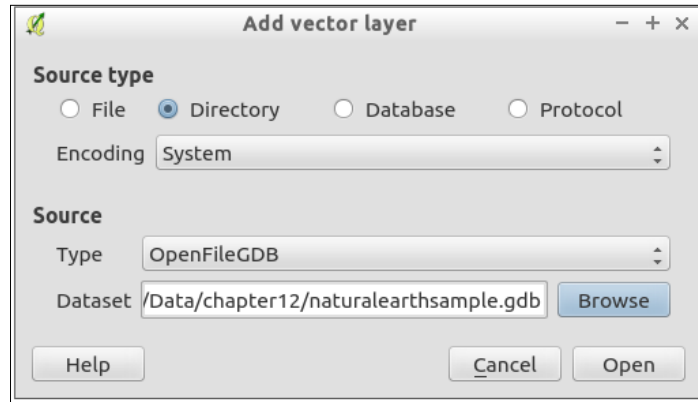 Add vector layer
Source type
File Directory Database Protocol
Encoding System
Source
Type OpenFileGDB
Dataset /Data/chapter12/naturalearthsample.gdb Browse
Help Cancel Open